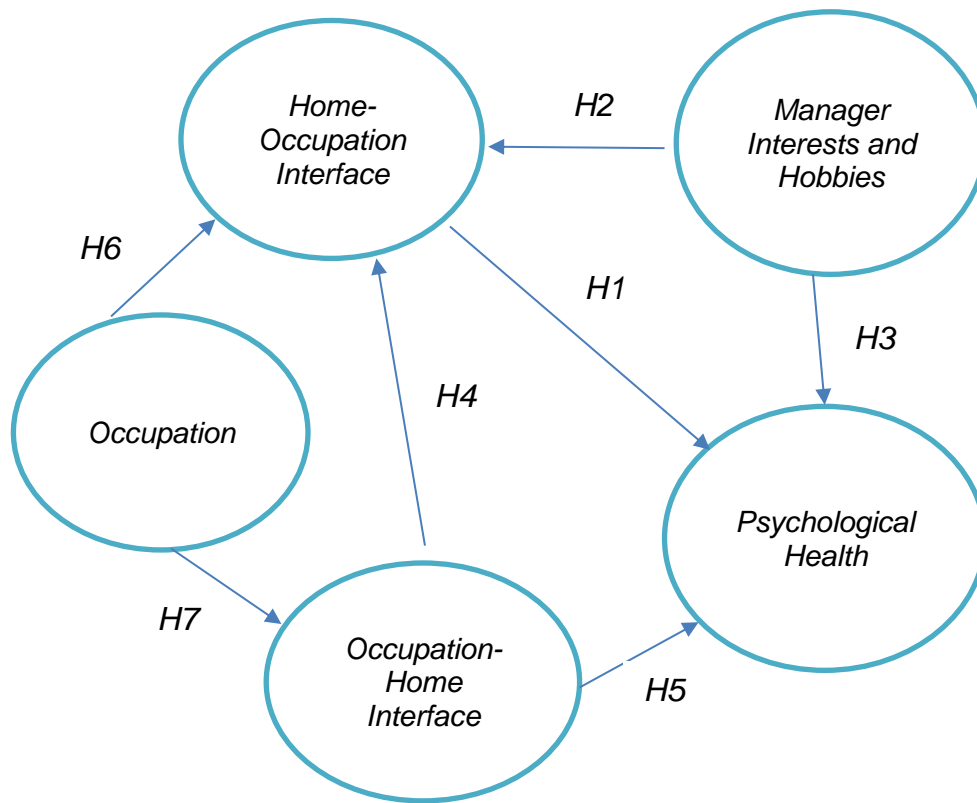 Home-
Occupation
Interface
H2
Manager
Interests and
Hobbies
H6
H1
H3
H4
Occupation
Psychological
Health
H7
Occupation-
Home
Interface
H5